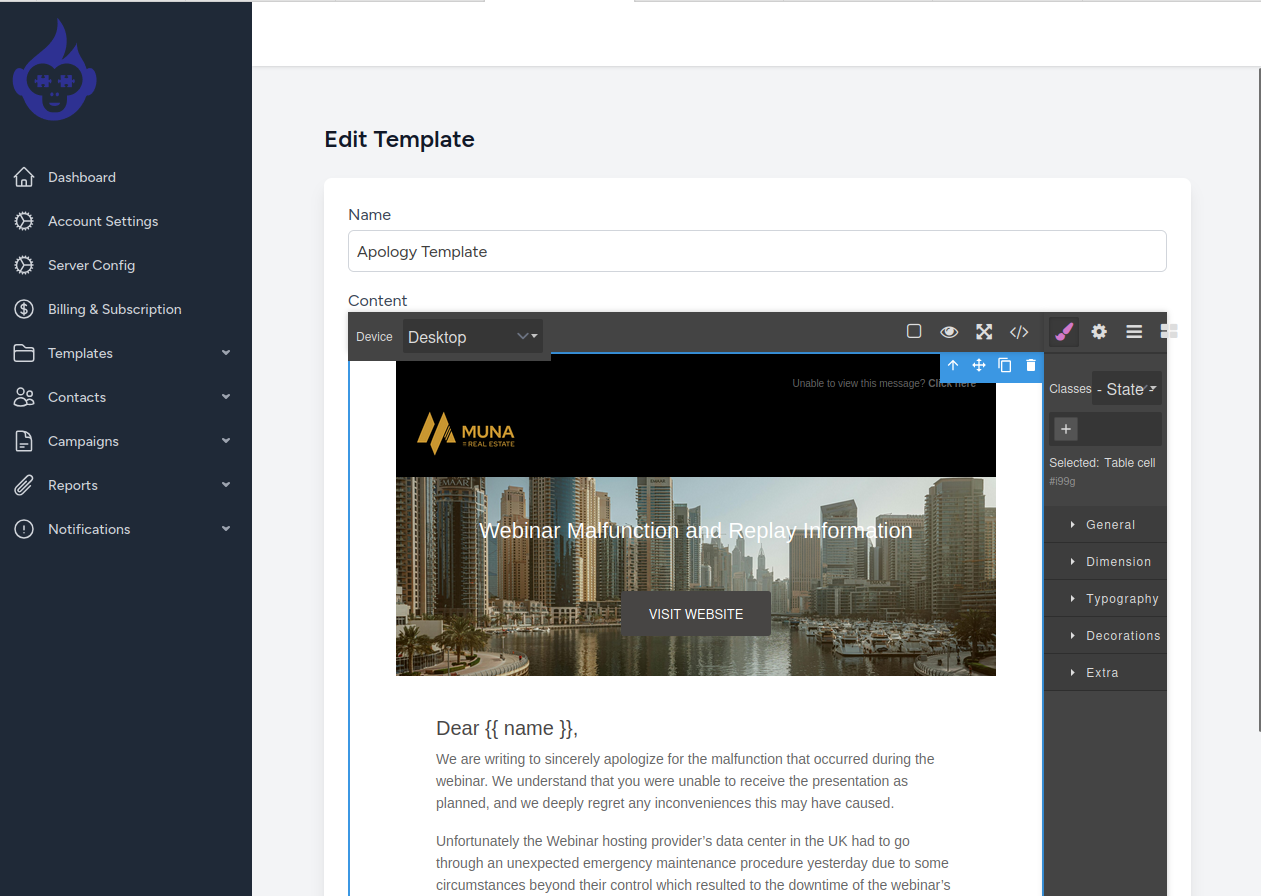 Dashboard
Account Settings
Server Config
Billing & Subscription
Templates
Contacts
Campaigns
Reports
Notifications
Edit Template
Name
Apology Template
Content
Device
Desktop
Unable to view this message? Click here
MUNA
REAL ESTATE
MAAR
Webinar Malfunction and Replay Information
VISIT WEBSITE
Dear {{ name }},
We are writing to sincerely apologize for the malfunction that occurred during the
webinar. We understand that you were unable to receive the presentation as
planned, and we deeply regret any inconveniences this may have caused.
Unfortunately the Webinar hosting provider’s data center in the UK had to go
through an unexpected emergency maintenance procedure yesterday due to some
circumstances beyond their control which resulted to the downtime of the webinar’s
Classes
- State -
Selected: Table cell
#i99g
General
Dimension
Typography
Decorations
Extra